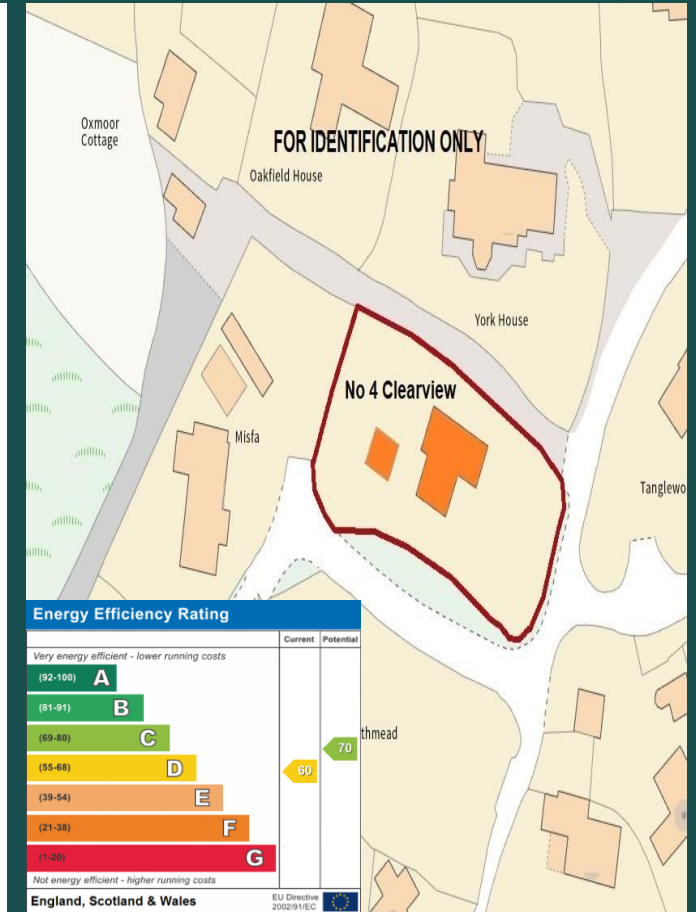 Oxmoor
Cottage
FOR IDENTIFICATION ONLY
Oakfield House
York House
No 4 Clearview
Misfa
Tanglewo
thmead
Energy Efficiency Rating
Current Potential
Very energy efficient - lower running costs
(92-100) A
(81-91) B
(69-80) C
70
(55-68) D
60
(39-54) E
(21-38) F
(1-20) G
Not energy efficient - higher running costs
England, Scotland & Wales
EU Directive
2002/91/EC